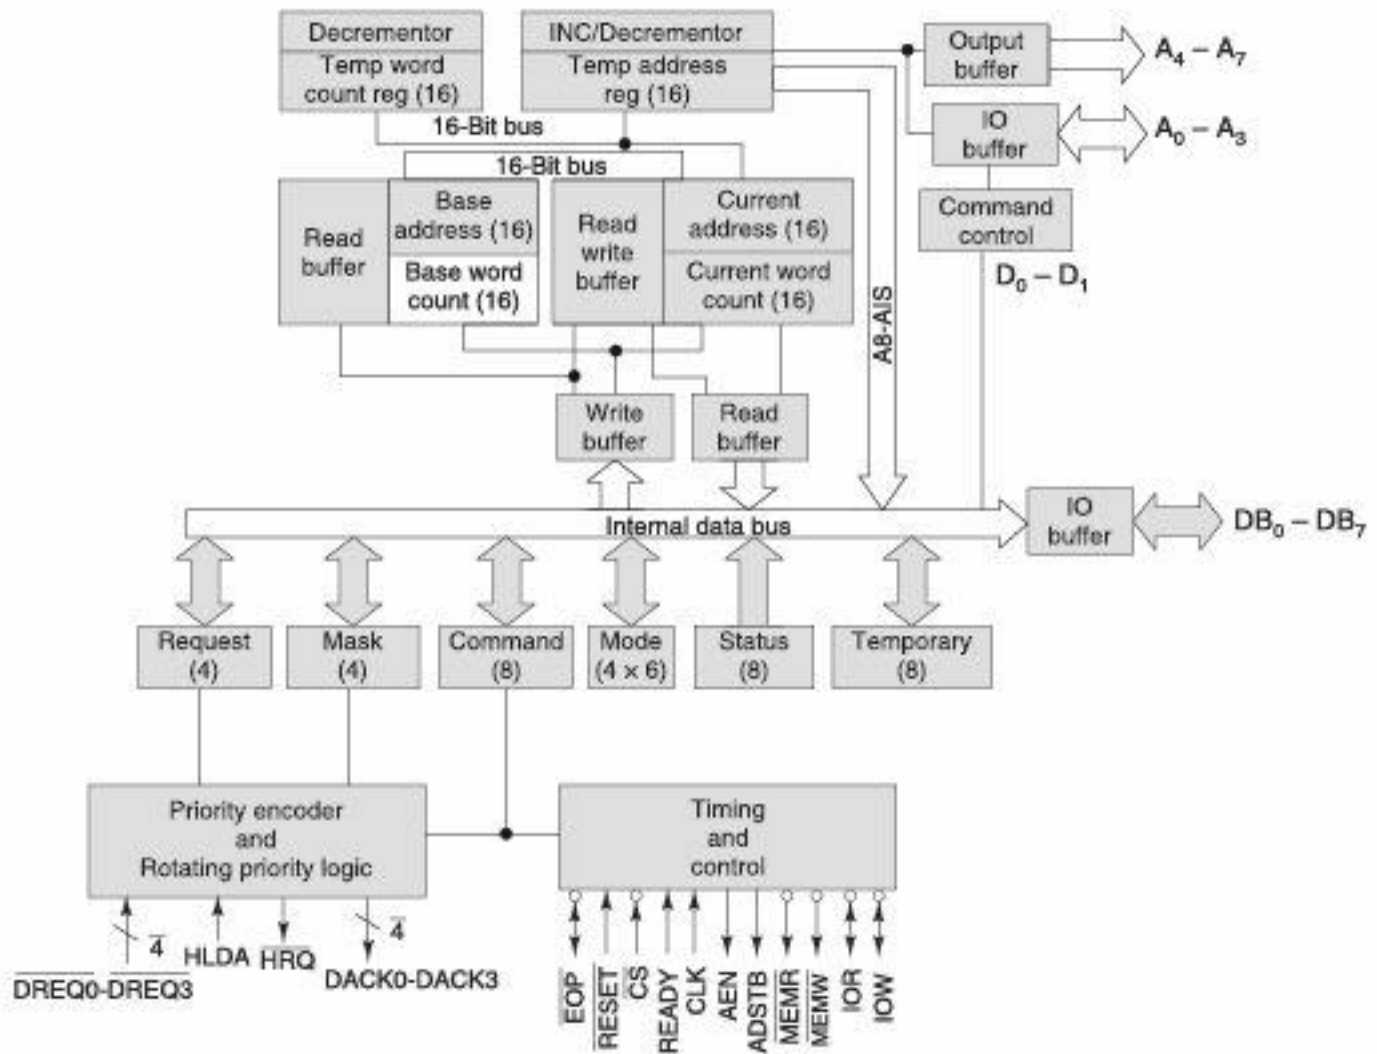 Decrementor
Temp word
count reg (16)
INC/Decrementor
Temp address
reg (16)
Output
buffer
A₄ – A₇
IO
buffer
A₀ – A₃
16-Bit bus
16-Bit bus
Read
buffer
Base
address (16)
Base word
count (16)
Read
write
buffer
Current
address (16)
Current word
count (16)
Command
control
D₀ – D₁
A8-AIS
Write
buffer
Read
buffer
Internal data bus
IO
buffer
DB₀ – DB₇
Request
(4)
Mask
(4)
Command
(8)
Mode
(4 × 6)
Status
(8)
Temporary
(8)
Priority encoder
and
Rotating priority logic
Timing
and
control
4
HLDA
HRQ
4
DREQ0-DREQ3
DACK0-DACK3
EOP
RESET
CS
READY
CLK
AEN
ADSTB
MEMR
MEMW
IOR
IOW